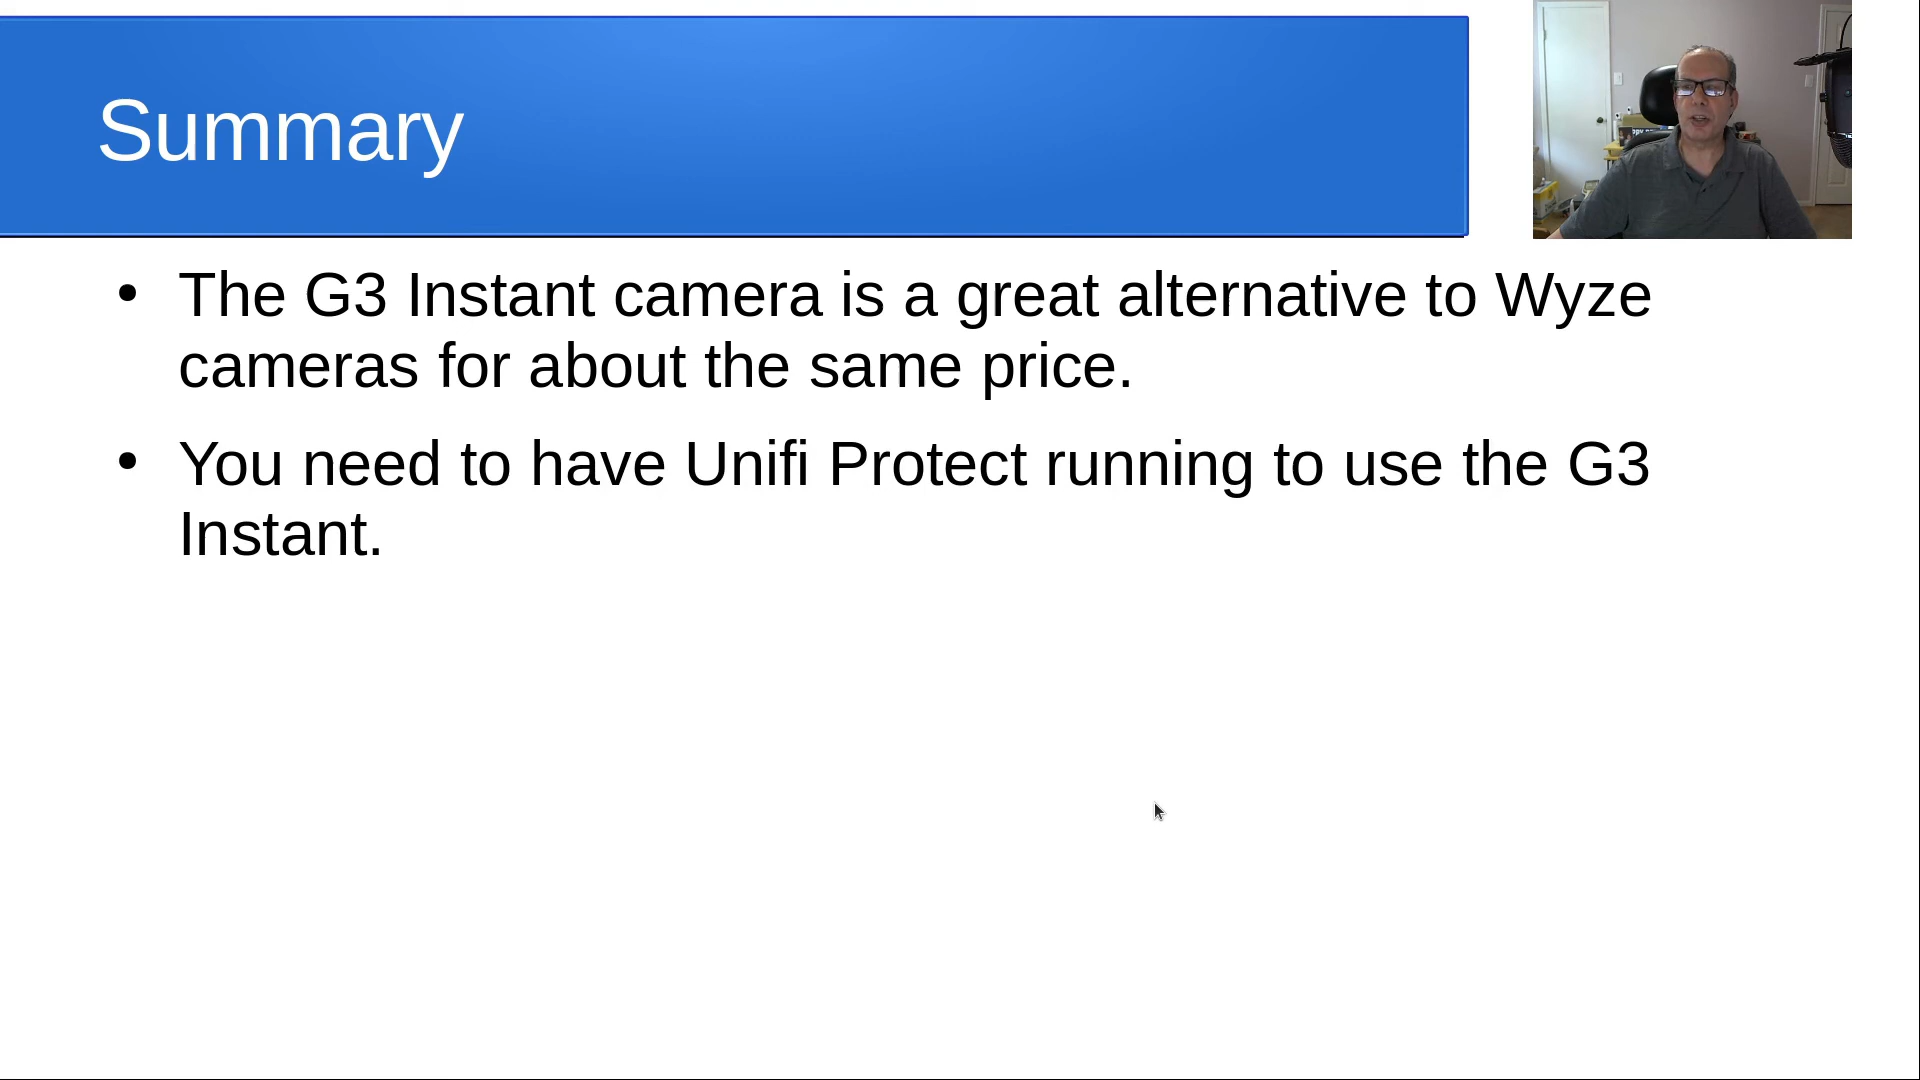 Summary
• The G3 Instant camera is a great alternative to Wyze
cameras for about the same price.
• You need to have Unifi Protect running to use the G3
Instant.